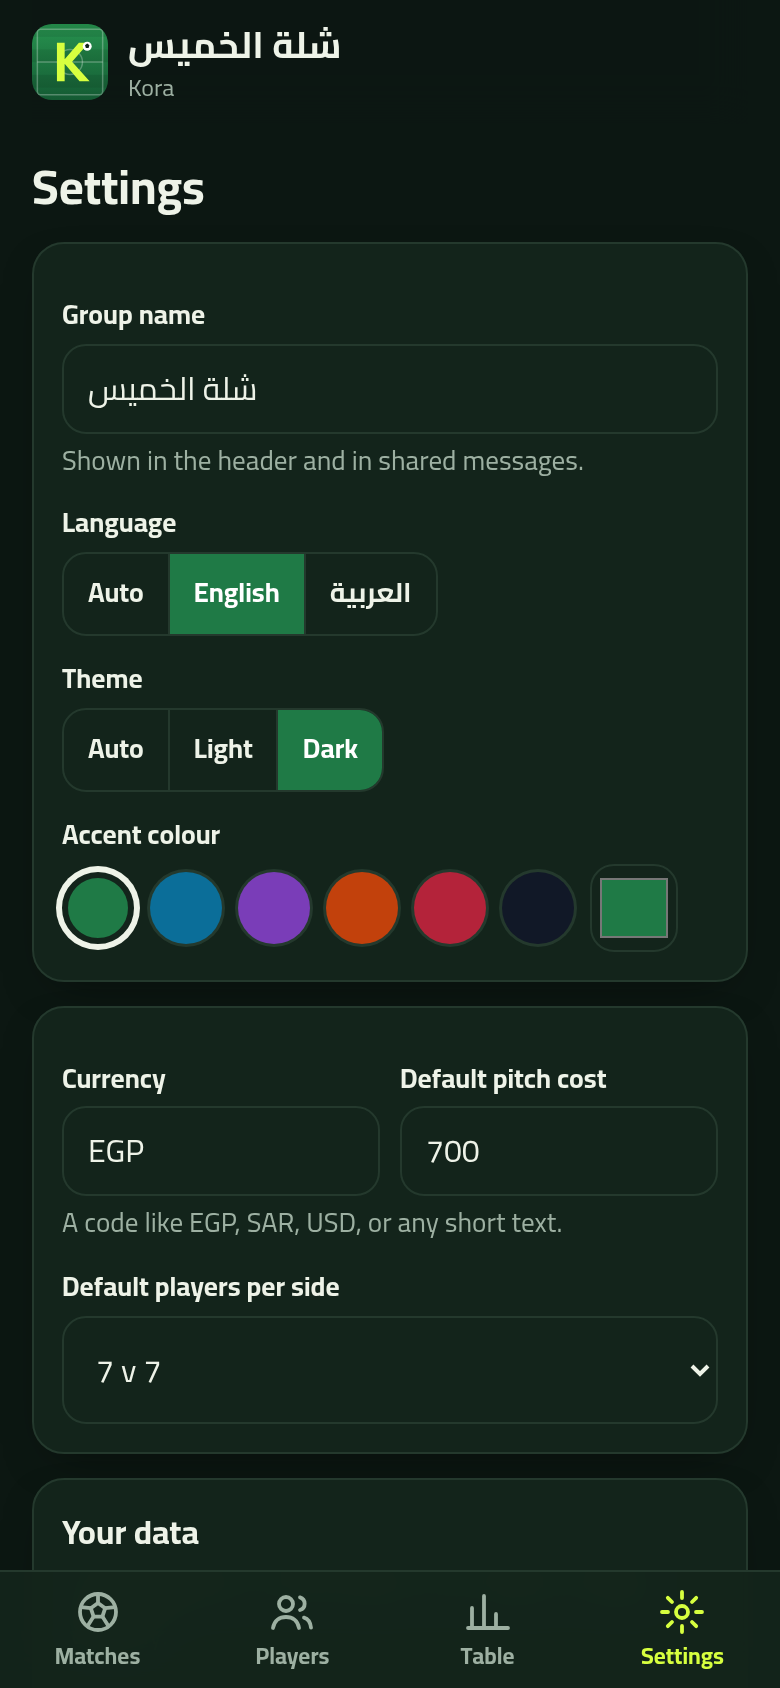 K
شلة الخميس
Kora
Settings
Group name
شلة الخميس
Shown in the header and in shared messages.
Language
Auto English العربية
Theme
Auto Light Dark
Accent colour
Currency Default pitch cost
EGP 700
A code like EGP, SAR, USD, or any short text.
Default players per side
7 v 7
Your data
Matches Players Table Settings